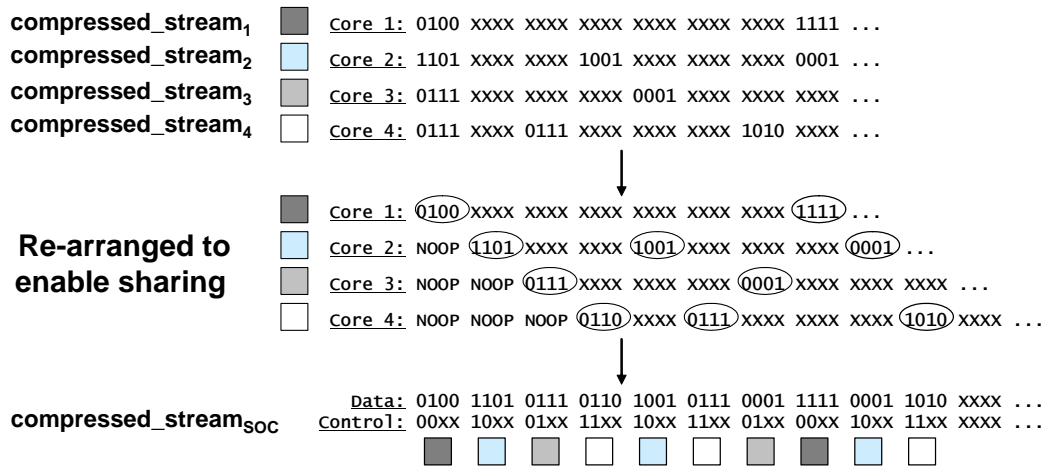 compressed_stream1 Core 1: 0100 xxxx xxxx xxxx xxxx xxxx xxxx 1111 ...
compressed_stream2 Core 2: 1101 xxxx xxxx 1001 xxxx xxxx xxxx 0001 ...
compressed_stream3 Core 3: 0111 xxxx xxxx xxxx 0001 xxxx xxxx xxxx ...
compressed_stream4 Core 4: 0111 xxxx 0111 xxxx xxxx xxxx 1010 xxxx ...
Core 1: 0100 xxxx xxxx xxxx xxxx xxxx xxxx 1111 ...
Re-arranged to
enable sharing
Core 2: NOOP 1101 xxxx xxxx 1001 xxxx xxxx xxxx 0001 ...
Core 3: NOOP NOOP 0111 xxxx xxxx xxxx 0001 xxxx xxxx xxxx ...
Core 4: NOOP NOOP NOOP 0110 xxxx 0111 xxxx xxxx xxxx 1010 xxxx ...
Data: 0100 1101 0111 0110 1001 0111 0001 1111 0001 1010 xxxx ...
compressed_streamSOC Control: 00xx 10xx 01xx 11xx 10xx 11xx 01xx 00xx 10xx 11xx xxxx ...